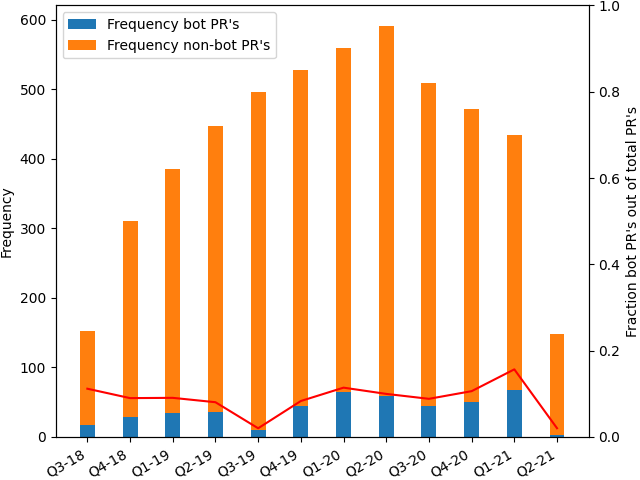 Frequency bot PR's
Frequency non-bot PR's
Frequency
600
500
400
300
200
100
0
1.0
0.8
0.6
0.4
0.2
0.0
Fraction bot PR's out of total PR's
Q3-18
Q4-18
Q1-19
Q2-19
Q3-19
Q4-19
Q1-20
Q2-20
Q3-20
Q4-20
Q1-21
Q2-21